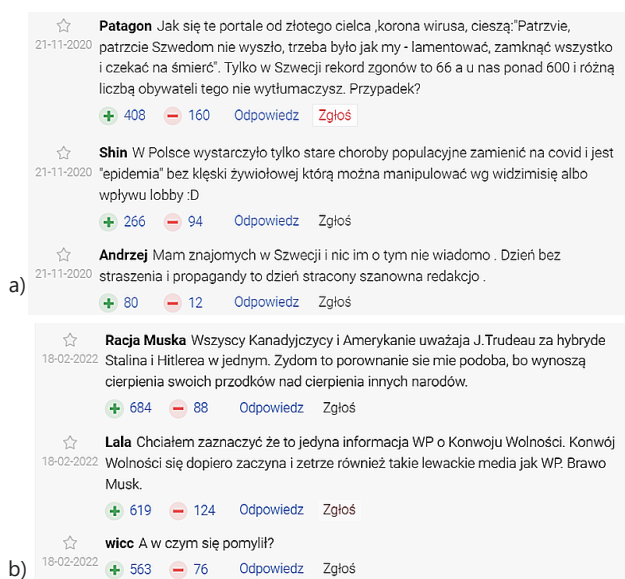 Patagon Jak się te portale od złotego cielca ,korona wirusa, cieszą:"Patrzvie,
21-11-2020 patrzcie Szwedom nie wyszło, trzeba było jak my - lamentować, zamknąć wszystko
i czekać na śmierć". Tylko w Szwecji rekord zgonów to 66 a u nas ponad 600 i różną
liczbą obywateli tego nie wytłumaczysz. Przypadek?
408 160 Odpowiedz Zgłoś
Shin W Polsce wystarczyło tylko stare choroby populacyjne zamienić na covid i jest
21-11-2020 "epidemia" bez klęski żywiołowej którą można manipulować wg widzimisię albo
wpływu lobby :D
266 94 Odpowiedz Zgłoś
Andrzej Mam znajomych w Szwecji i nic im o tym nie wiadomo . Dzień bez
21-11-2020 straszenia i propagandy to dzień stracony szanowna redakcjo .
a) 80 12 Odpowiedz Zgłoś
Racja Muska Wszyscy Kanadyjczycy i Amerykanie uważaja J.Trudeau za hybryde
18-02-2022 Stalina i Hitlerea w jednym. Zydom to porownanie sie mie podoba, bo wynoszą
cierpienia swoich przodków nad cierpienia innych narodów.
684 88 Odpowiedz Zgłoś
Lala Chciałem zaznaczyć że to jedyna informacja WP o Konwoju Wolności. Konwój
18-02-2022 Wolności się dopiero zaczyna i zetrze również takie lewackie media jak WP. Brawo
Musk.
619 124 Odpowiedz Zgłoś
wicc A w czym się pomylił?
b) 18-02-2022 563 76 Odpowiedz Zgłoś